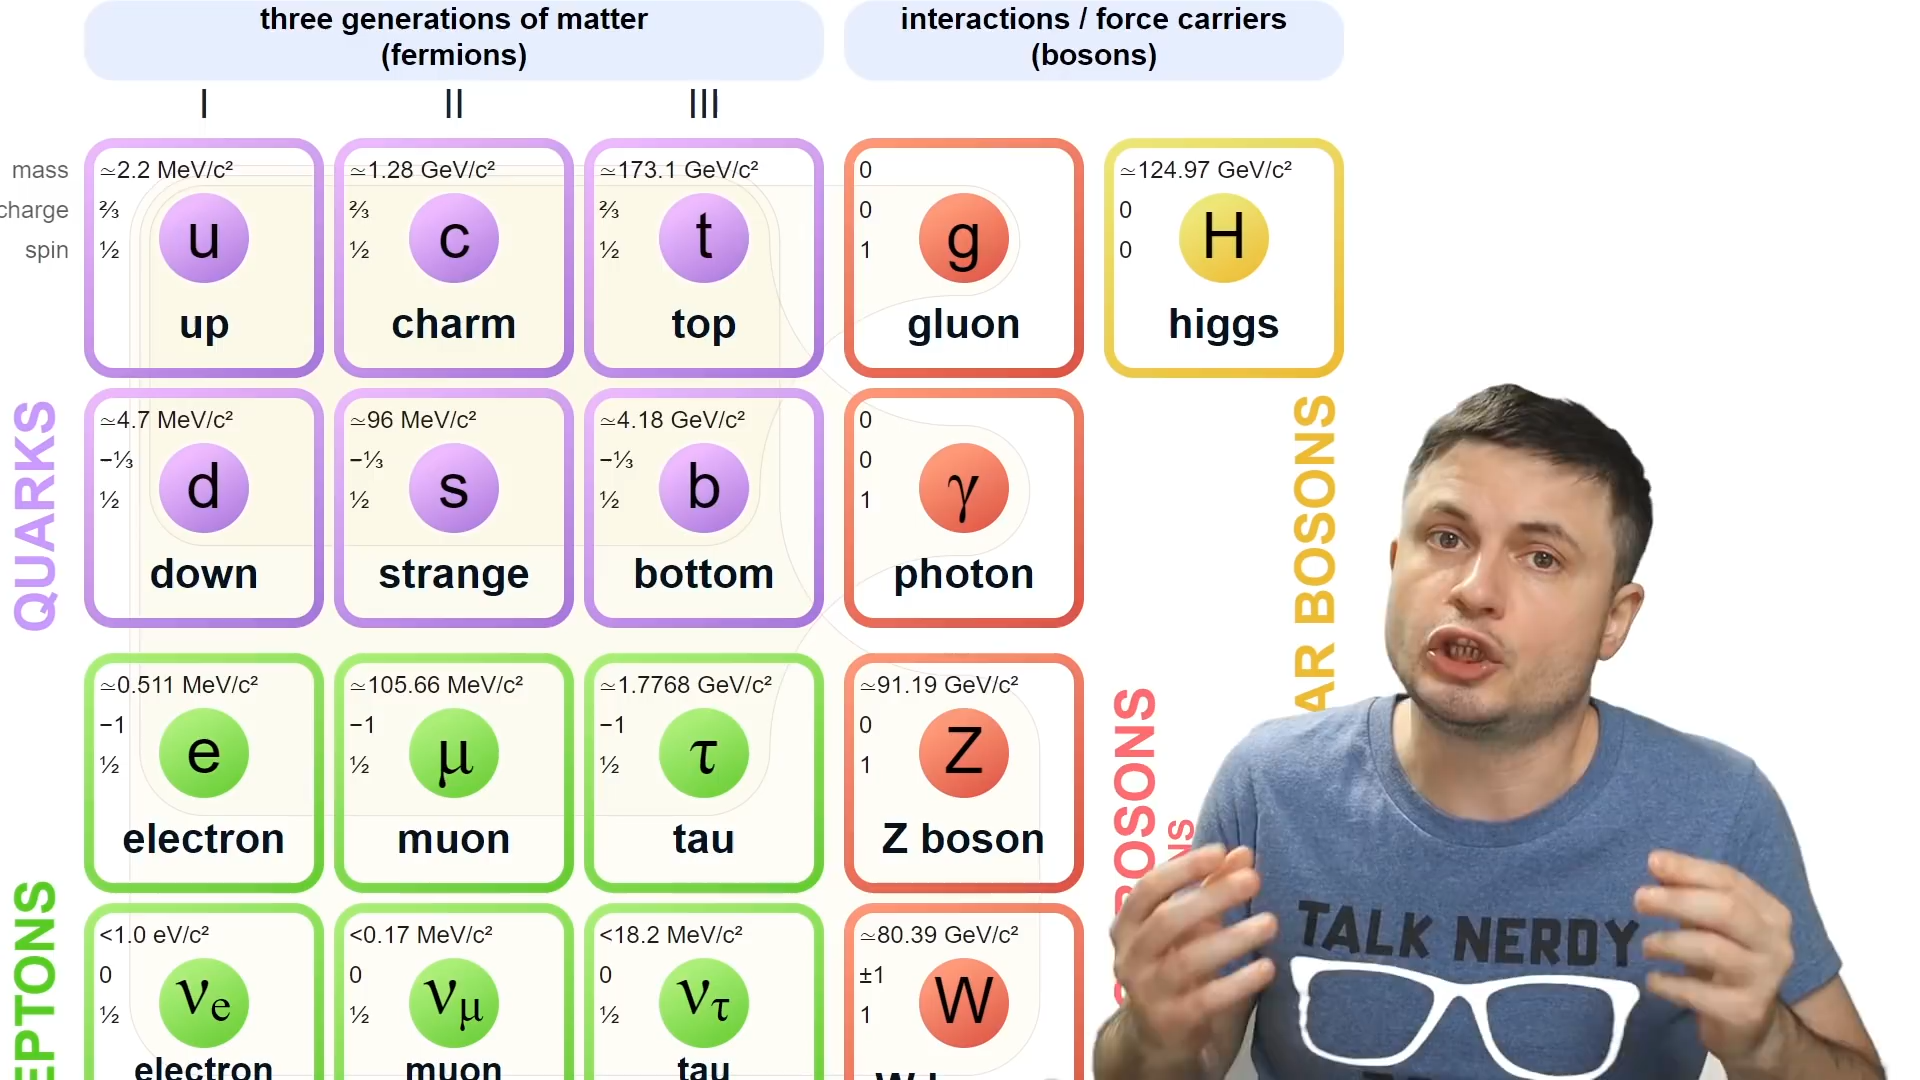 three generations of matter
(fermions)
interactions / force carriers
(bosons)
I
II
III
mass
charge
spin
≃2.2 MeV/c²
⅔
½
u
up
≃1.28 GeV/c²
⅔
½
c
charm
≃173.1 GeV/c²
⅔
½
t
top
0
0
1
g
gluon
≃124.97 GeV/c²
0
0
H
higgs
QUARKS
≃4.7 MeV/c²
−⅓
½
d
down
≃96 MeV/c²
−⅓
½
s
strange
≃4.18 GeV/c²
−⅓
½
b
bottom
0
0
1
γ
photon
AR BOSONS
≃0.511 MeV/c²
−1
½
e
electron
≃105.66 MeV/c²
−1
½
μ
muon
≃1.7768 GeV/c²
−1
½
τ
tau
≃91.19 GeV/c²
0
1
Z
Z boson
BOSONS
NS
EPTONS
<1.0 eV/c²
0
½
νe
electron
<0.17 MeV/c²
0
½
νμ
muon
<18.2 MeV/c²
0
½
ντ
tau
≃80.39 GeV/c²
±1
1
W
TALK NERDY